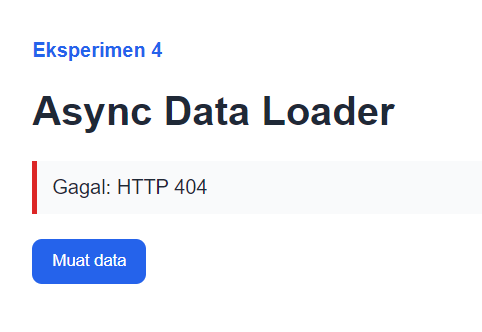 Eksperimen 4
Async Data Loader
Gagal: HTTP 404
Muat data